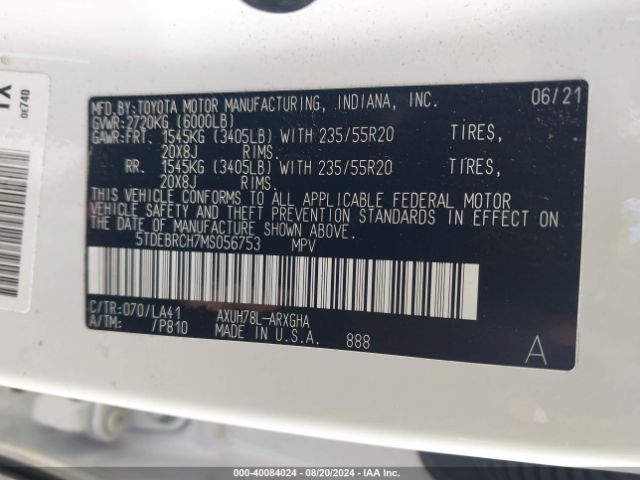 MFD.BY:TOYOTA MOTOR MANUFACTURING, INDIANA, INC. 06/21
GVWR:2720KG (6000LB)
GAWR:FRT. 1545KG (3405LB) WITH 235/55R20 TIRES,
20X8J RIMS.
RR. 1545KG (3405LB) WITH 235/55R20 TIRES,
20X8J RIMS.
THIS VEHICLE CONFORMS TO ALL APPLICABLE FEDERAL MOTOR
VEHICLE SAFETY AND THEFT PREVENTION STANDARDS IN EFFECT ON
THE DATE OF MANUFACTURE SHOWN ABOVE.
5TDEBRCH7MS056753 MPV
C/TR:070/LA41 AXUH78L-ARXGHA
A/TM: /P810 MADE IN U.S.A. 888
A
0E740
000-40084024 - 08/20/2024 - IAA Inc.